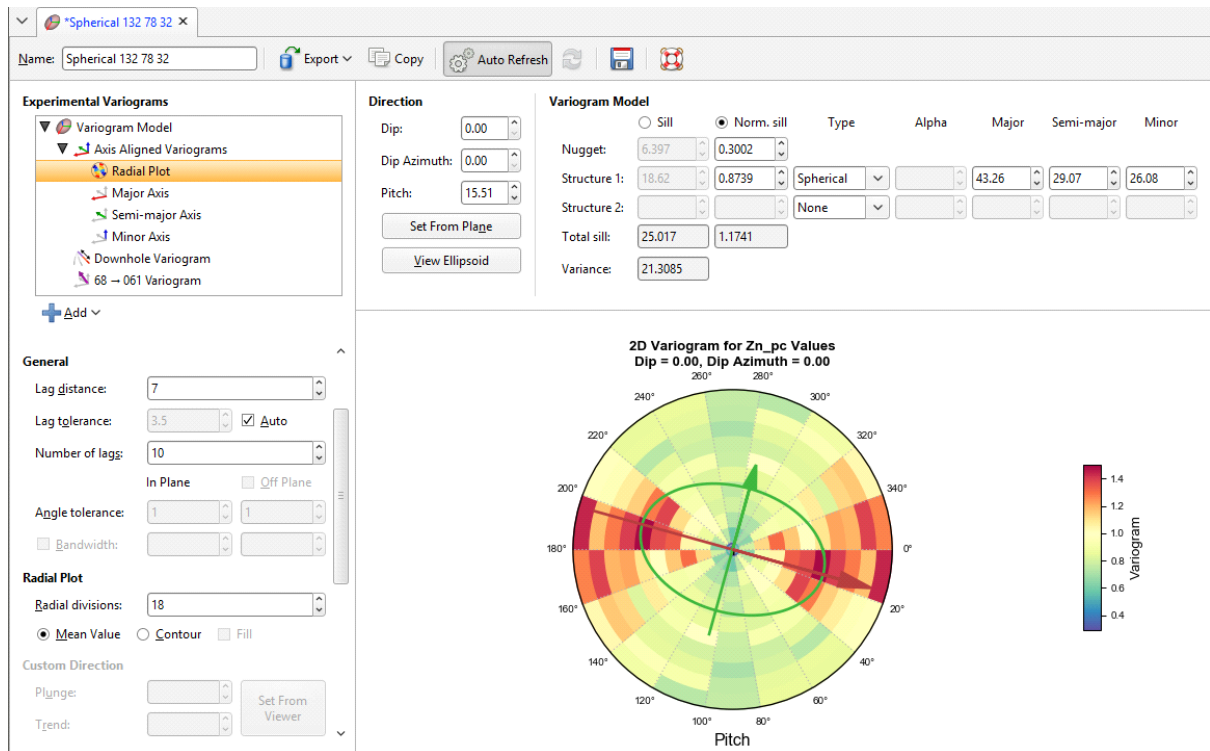 *Spherical 132 78 32
Name: Spherical 132 78 32 Export Copy Auto Refresh
Experimental Variograms
Variogram Model
Axis Aligned Variograms
Radial Plot
Major Axis
Semi-major Axis
Minor Axis
Downhole Variogram
68 → 061 Variogram
Add
Direction
Dip: 0.00
Dip Azimuth: 0.00
Pitch: 15.51
Set From Plane
View Ellipsoid
Variogram Model
Sill Norm. sill Type Alpha Major Semi-major Minor
Nugget: 6.397 0.3002
Structure 1: 18.62 0.8739 Spherical 43.26 29.07 26.08
Structure 2: None
Total sill: 25.017 1.1741
Variance: 21.3085
General
Lag distance: 7
Lag tolerance: 3.5 Auto
Number of lags: 10
In Plane Off Plane
Angle tolerance: 1 1
Bandwidth:
Radial Plot
Radial divisions: 18
Mean Value Contour Fill
Custom Direction
Plunge:
Trend:
Set From
Viewer
2D Variogram for Zn_pc Values
Dip = 0.00, Dip Azimuth = 0.00
260° 280°
240° 300°
220° 320°
200° 340°
180° 0°
160° 20°
140° 40°
120° 60°
100° 80°
Pitch
1.4
1.2
1.0
0.8
0.6
0.4
Variogram